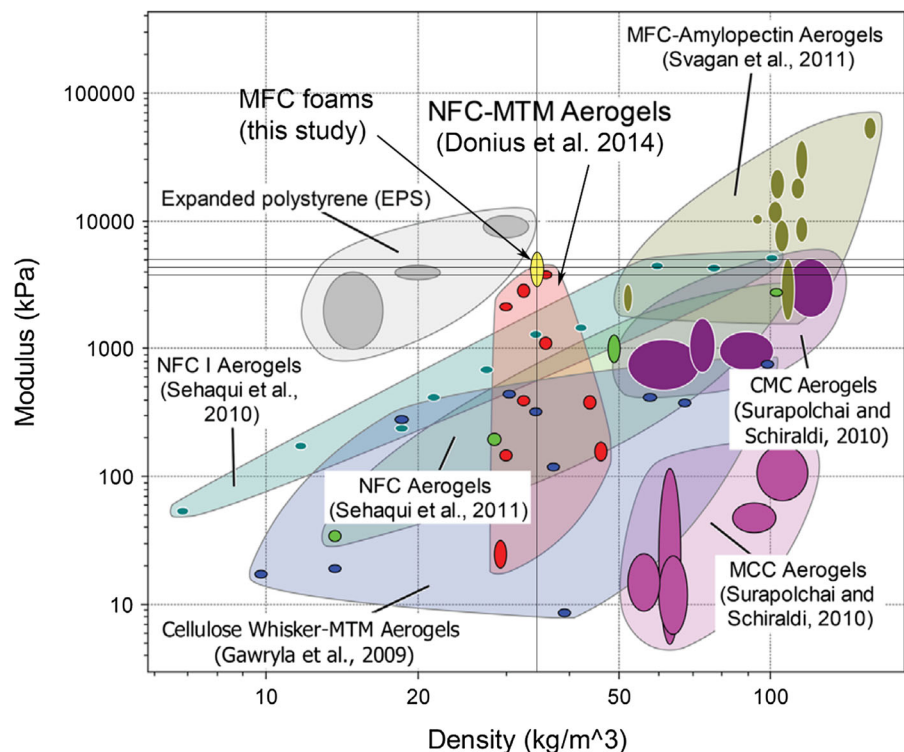 MFC-Amylopectin Aerogels
(Svagan et al., 2011)
100000
MFC foams
(this study)
NFC-MTM Aerogels
(Donius et al. 2014)
Expanded polystyrene (EPS)
10000
Modulus (kPa)
1000
NFC I Aerogels
(Sehaqui et al.,
2010)
CMC Aerogels
(Surapolchai and
Schiraldi, 2010)
100
NFC Aerogels
(Sehaqui et al., 2011)
MCC Aerogels
(Surapolchai and
Schiraldi, 2010)
10
Cellulose Whisker-MTM Aerogels
(Gawryla et al., 2009)
10
20
50
100
Density (kg/m^3)